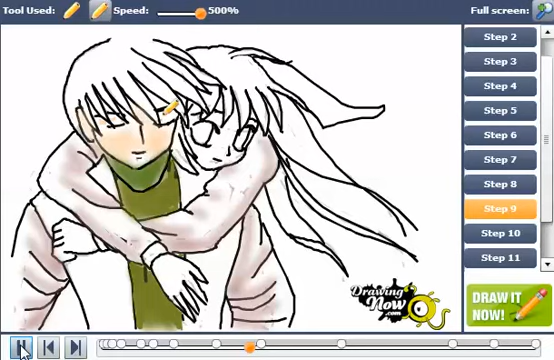 Tool Used: Speed: 500% Full screen:
Step 2
Step 3
Step 4
Step 5
Step 6
Step 7
Step 8
Step 9
Step 10
Step 11
Drawing
Now.com
DRAW IT
NOW!